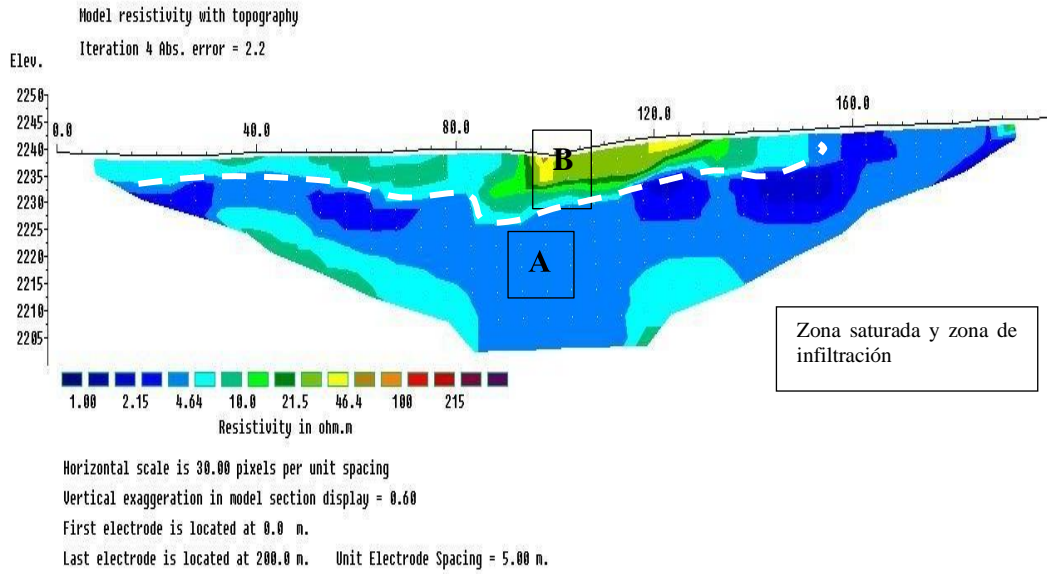 Model resistivity with topography
Iteration 4 Abs. error = 2.2
Elev.
2250
2245
2240
2235
2230
2225
2220
2215
2210
2205
0.0 40.0 80.0 120.0 160.0
B
A
Zona saturada y zona de
infiltración
1.00 2.15 4.64 10.0 21.5 46.4 100 215
Resistivity in ohm.m
Horizontal scale is 30.00 pixels per unit spacing
Vertical exaggeration in model section display = 0.60
First electrode is located at 0.0 m.
Last electrode is located at 200.0 m. Unit Electrode Spacing = 5.00 m.